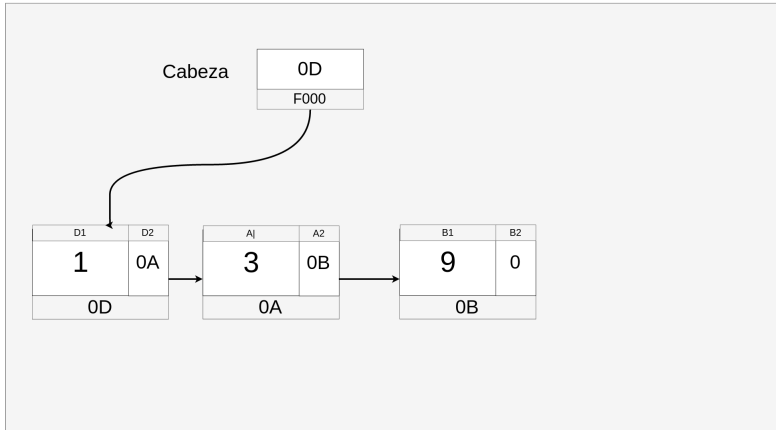 Cabeza
0D
F000
D1 D2
1 0A
0D
A| A2
3 0B
0A
B1 B2
9 0
0B